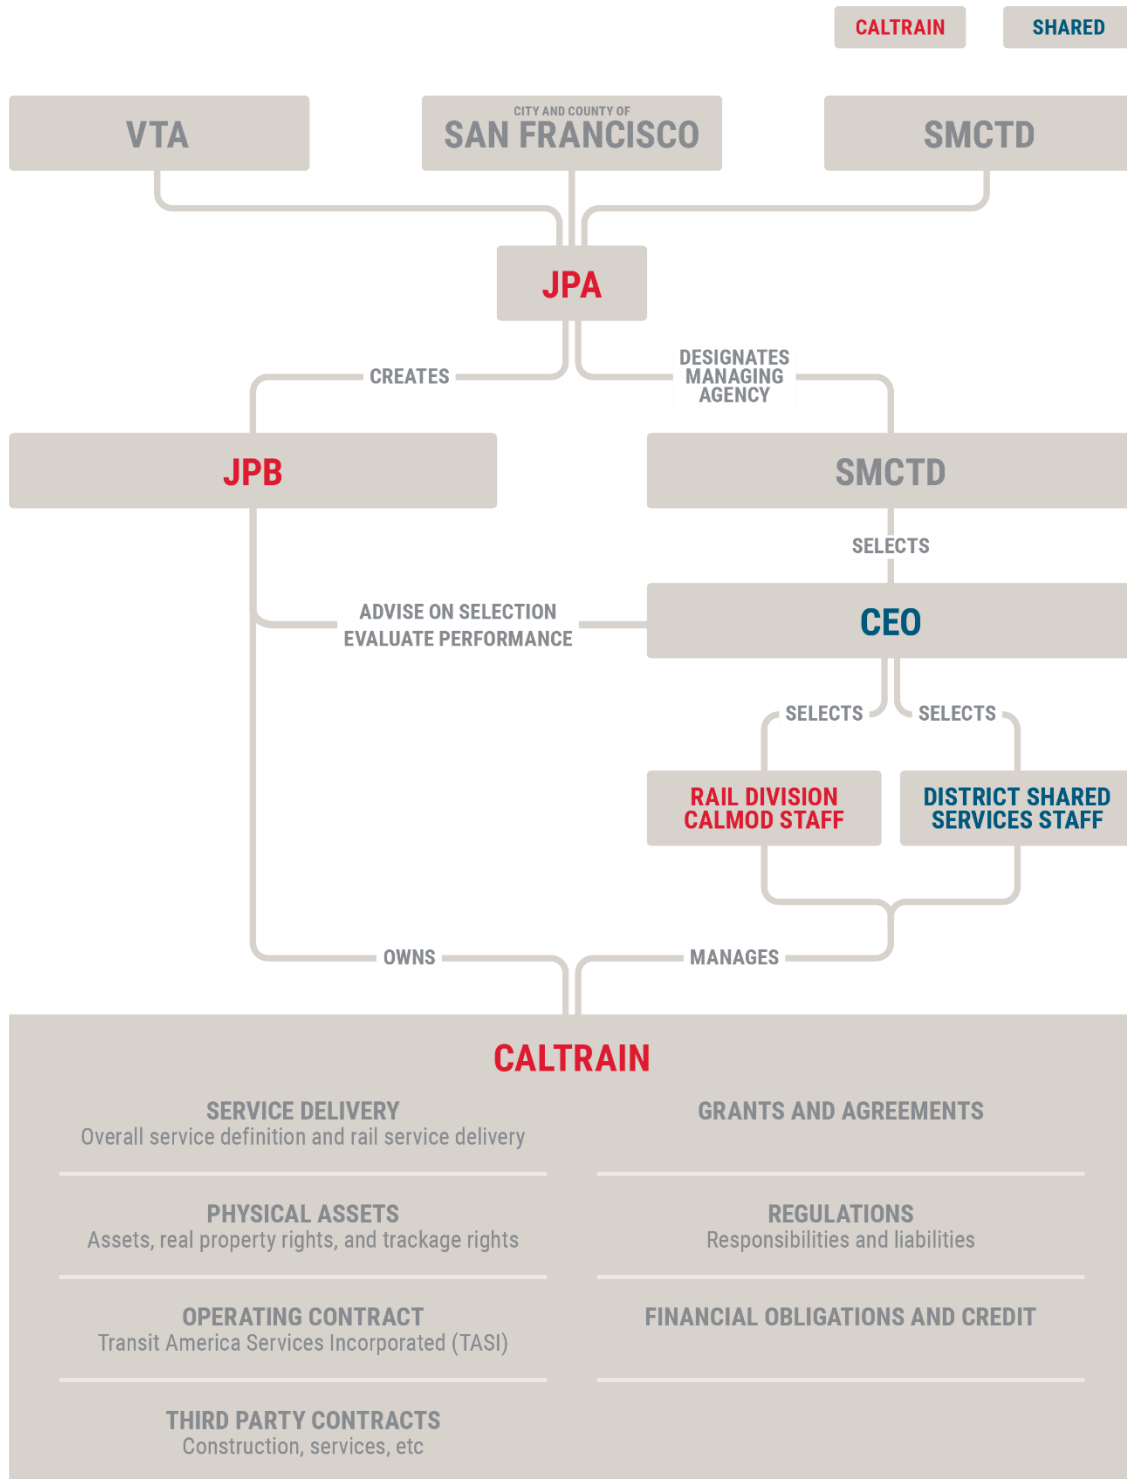 CALTRAIN
SHARED
VTA
CITY AND COUNTY OF
SAN FRANCISCO
SMCTD
JPA
CREATES
DESIGNATES
MANAGING
AGENCY
JPB
SMCTD
SELECTS
ADVISE ON SELECTION
EVALUATE PERFORMANCE
CEO
SELECTS
SELECTS
RAIL DIVISION
CALMOD STAFF
DISTRICT SHARED
SERVICES STAFF
OWNS
MANAGES
CALTRAIN
SERVICE DELIVERY
Overall service definition and rail service delivery
GRANTS AND AGREEMENTS
PHYSICAL ASSETS
Assets, real property rights, and trackage rights
REGULATIONS
Responsibilities and liabilities
OPERATING CONTRACT
Transit America Services Incorporated (TASI)
FINANCIAL OBLIGATIONS AND CREDIT
THIRD PARTY CONTRACTS
Construction, services, etc